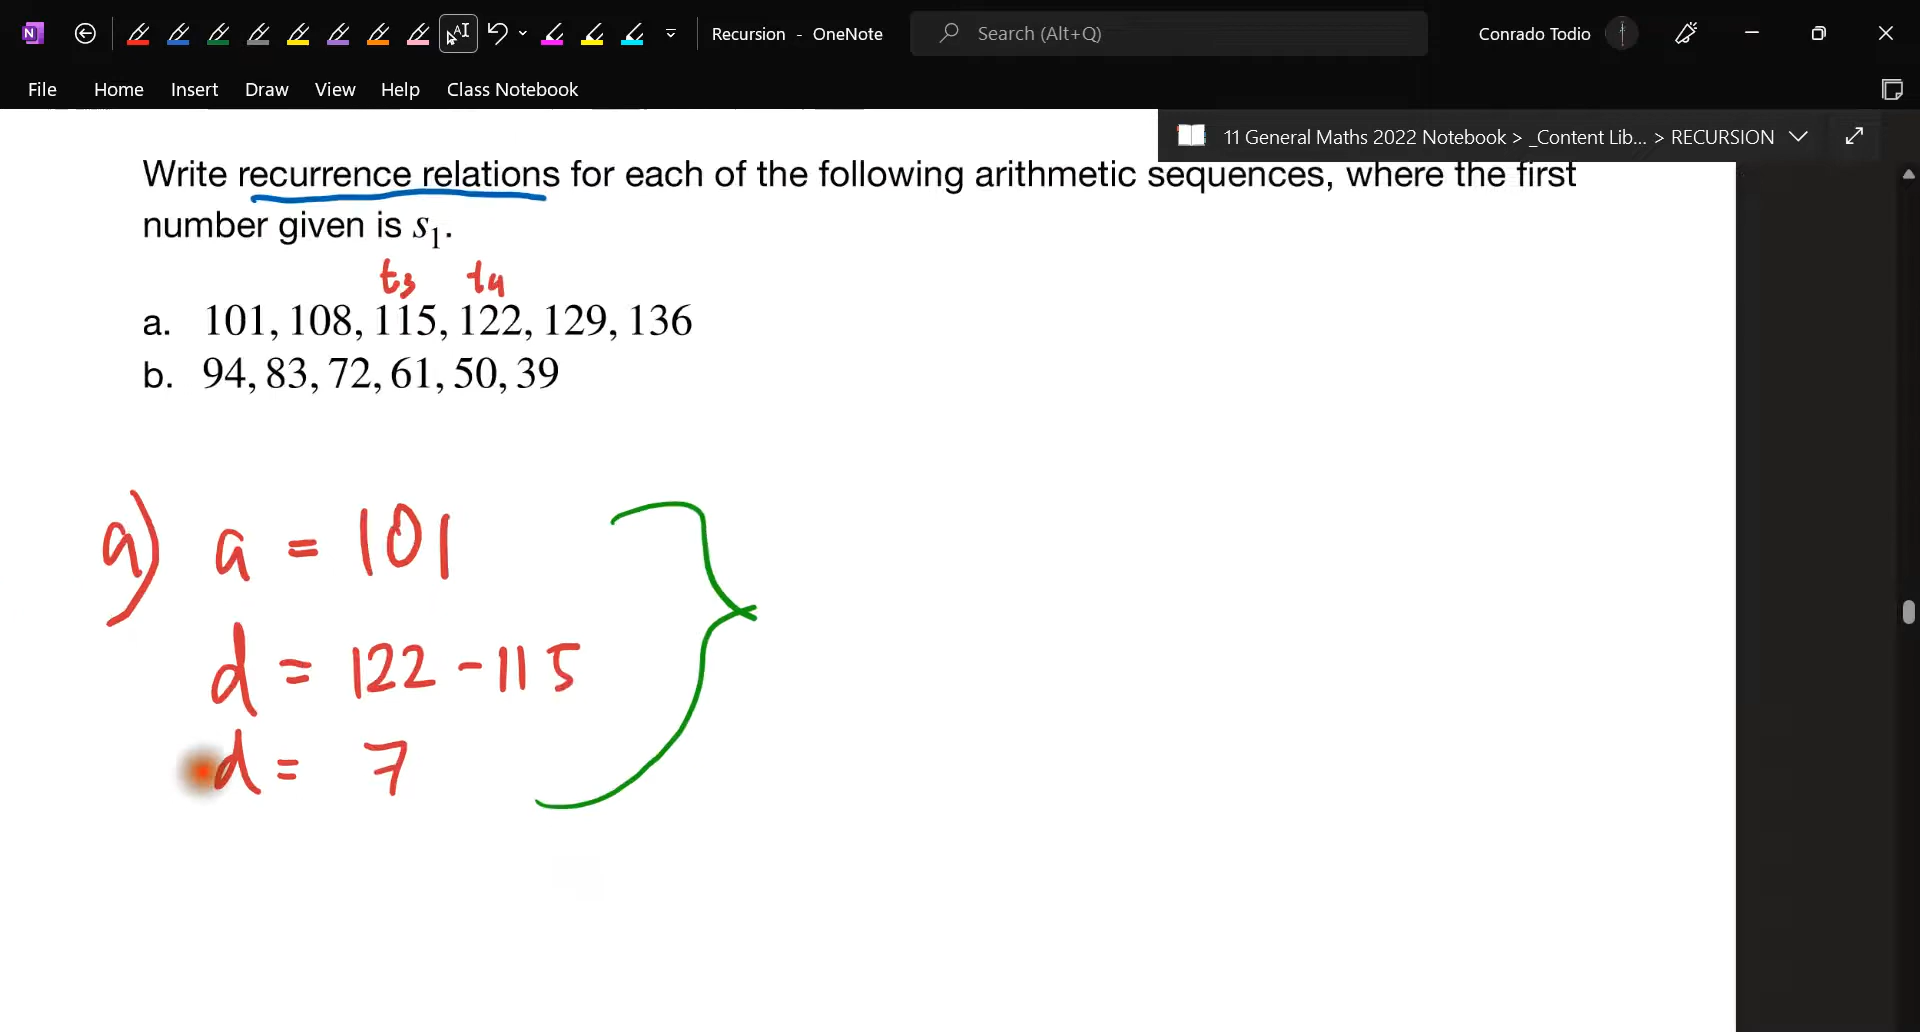 Recursion - OneNote
Search (Alt+Q)
Conrado Todio
File Home Insert Draw View Help Class Notebook
11 General Maths 2022 Notebook > _Content Lib... > RECURSION
Write recurrence relations for each of the following arithmetic sequences, where the first
number given is s₁.
t₃ t₄
a. 101, 108, 115, 122, 129, 136
b. 94, 83, 72, 61, 50, 39
a) a = 101
d = 122 - 115
d = 7